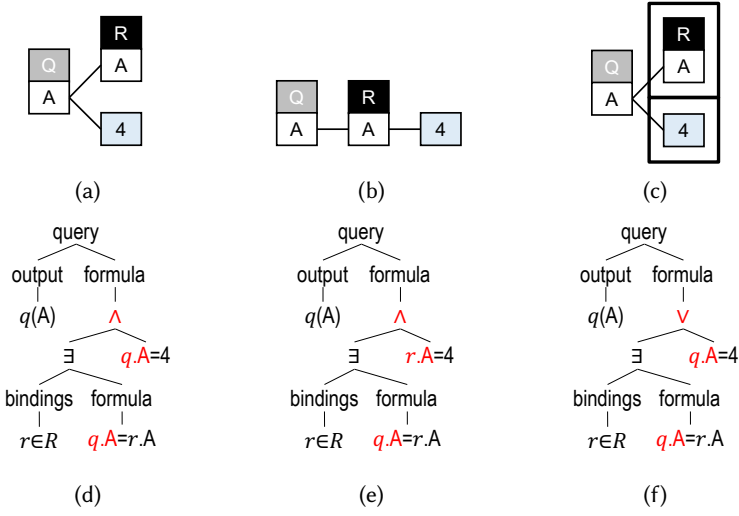 R
Q
A
A
4
(a)
Q
R
A
A
4
(b)
R
Q
A
A
4
(c)
query
output formula
q(A) ∧
∃ q.A=4
bindings formula
r∈R q.A=r.A
(d)
query
output formula
q(A) ∧
∃ r.A=4
bindings formula
r∈R q.A=r.A
(e)
query
output formula
q(A) ∨
∃ q.A=4
bindings formula
r∈R q.A=r.A
(f)